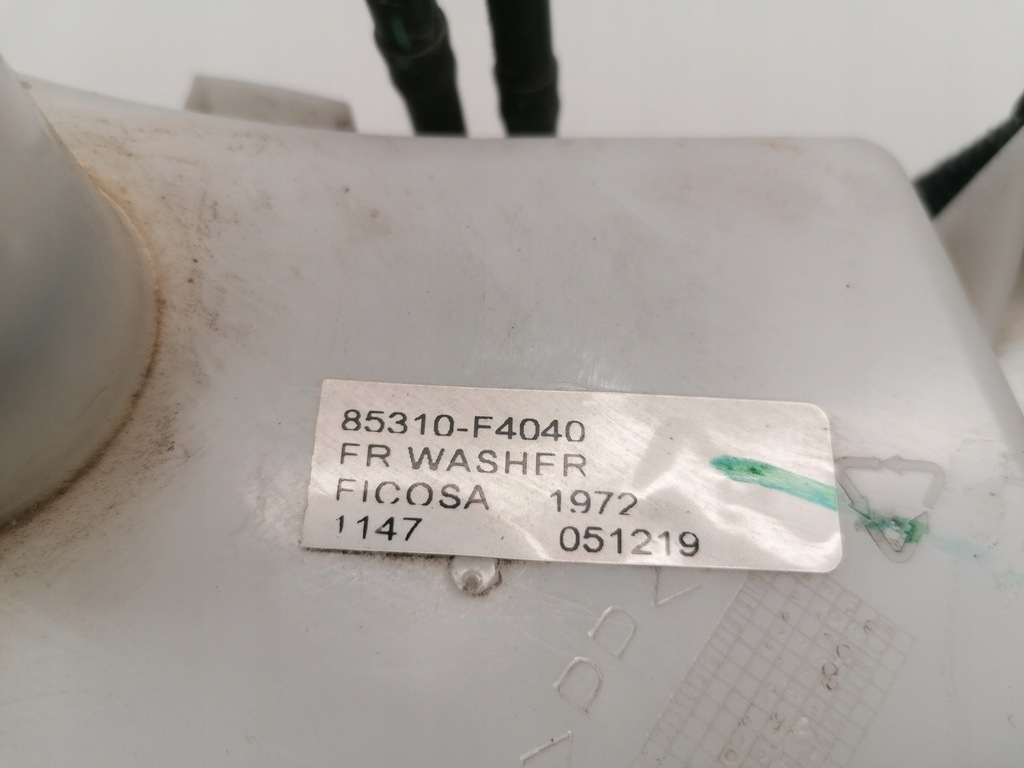 85310-F4040
FR WASHER
FICOSA 1972
1147 051219